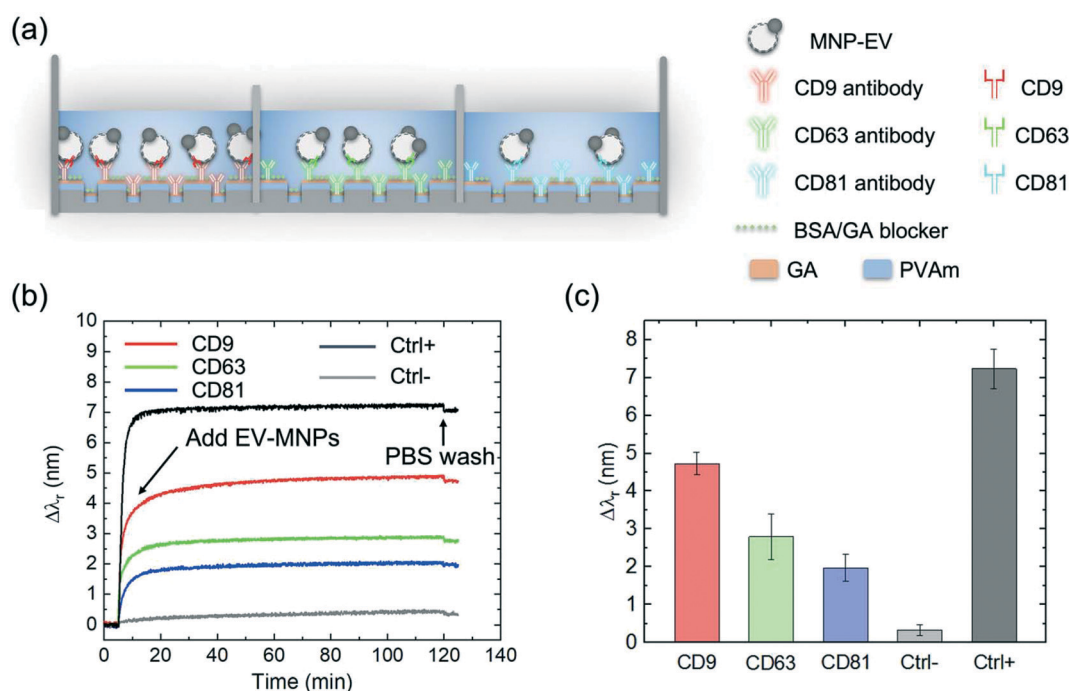 (a)
MNP-EV
CD9 antibody
CD9
CD63 antibody
CD63
CD81 antibody
CD81
BSA/GA blocker
GA
PVAm
(b)
10
9
8
7
6
5
4
3
2
1
0
Δλr (nm)
CD9
CD63
CD81
Ctrl+
Ctrl-
Add EV-MNPs
PBS wash
0
20
40
60
80
100
120
140
Time (min)
(c)
8
7
6
5
4
3
2
1
0
Δλr (nm)
CD9
CD63
CD81
Ctrl-
Ctrl+